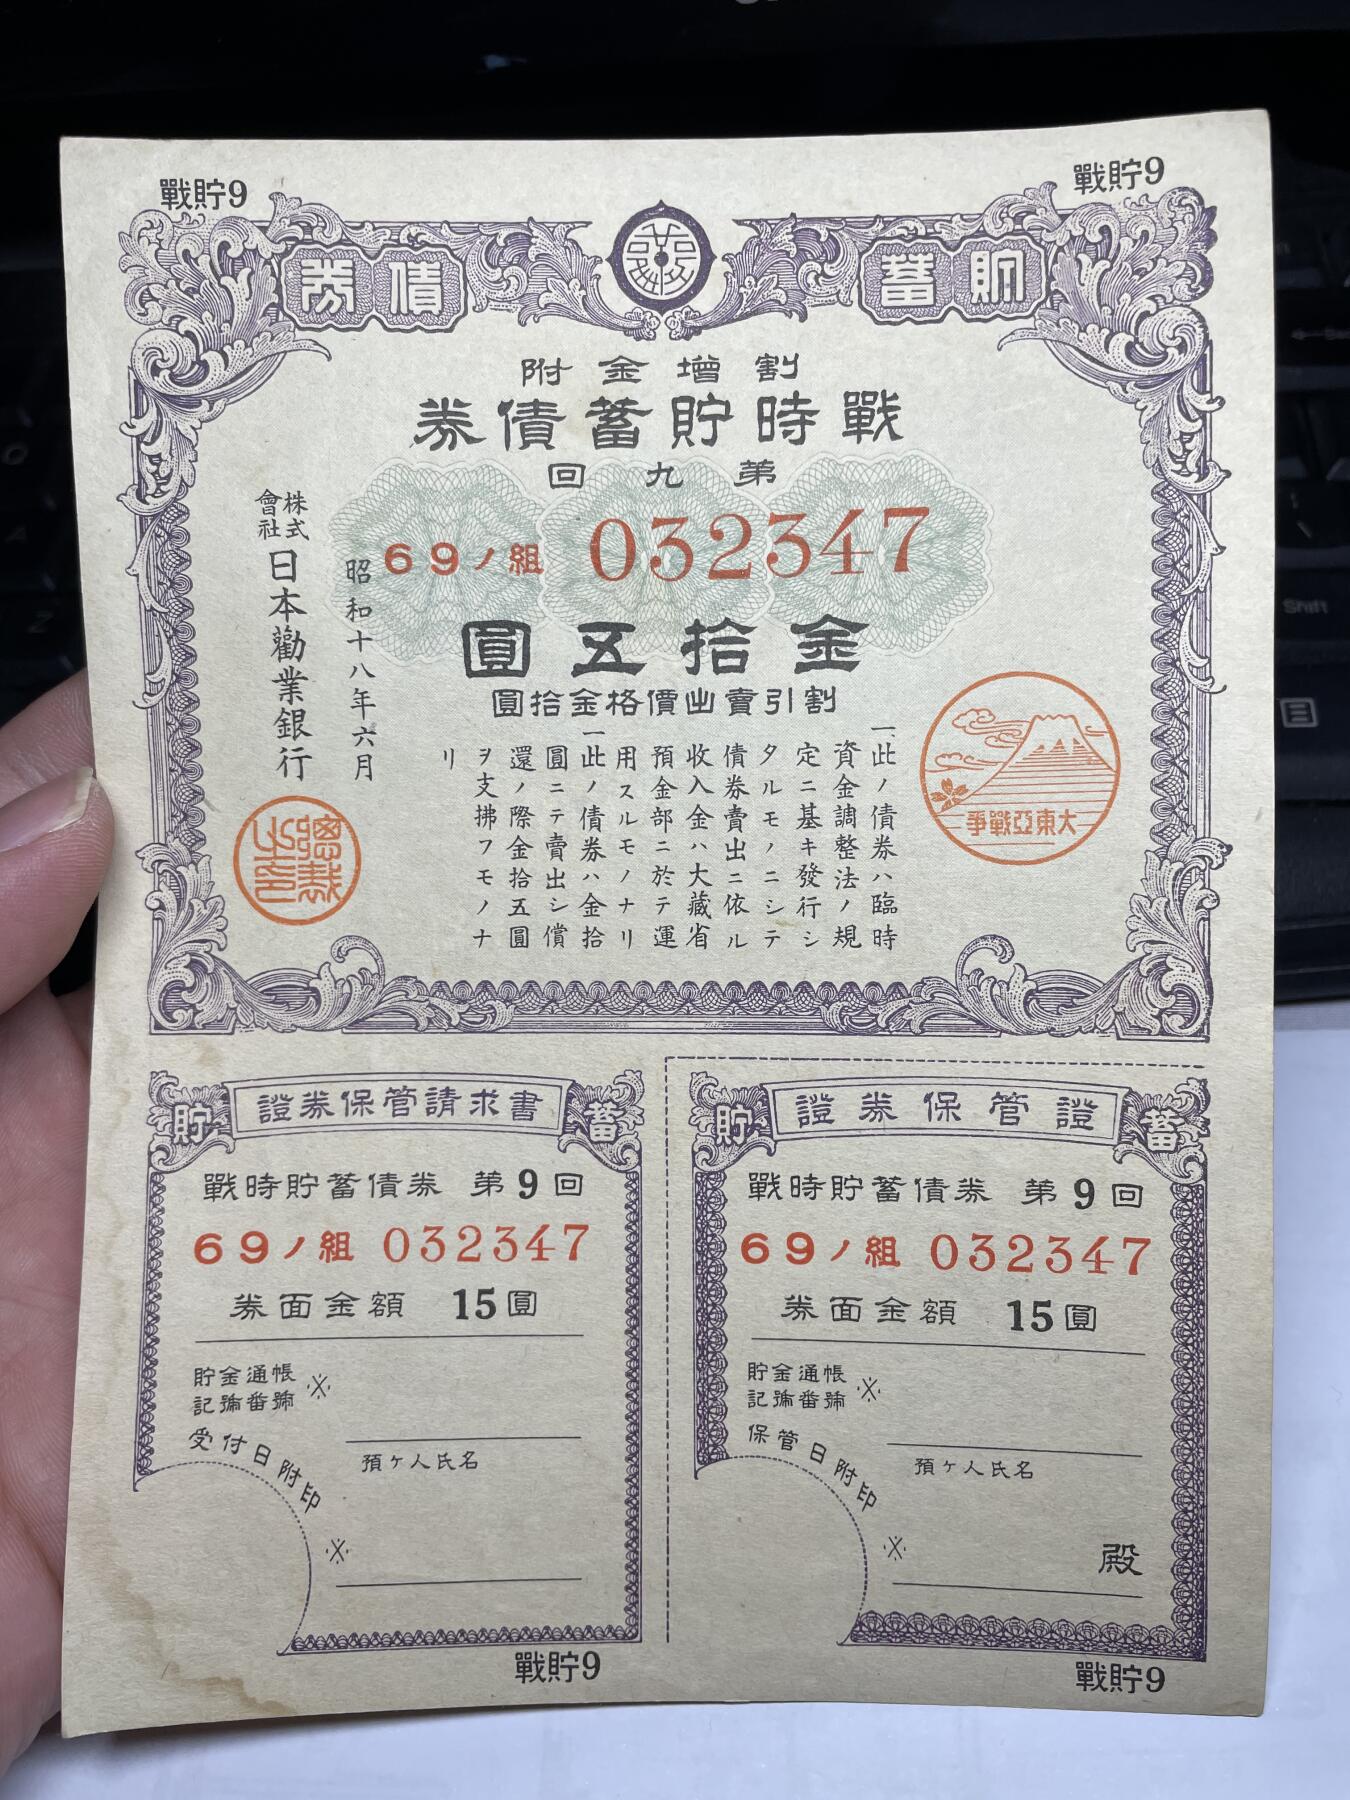 戰貯9
戰貯9
貯蓄
債券
割增金附
戰時貯蓄債券
第九回
69ノ組 032347
金拾五圓
割引賣出價格金拾圓
一、此ノ債券ハ臨時
資金調整法ノ規
定ニ基キ發行シ
タルモノニシテ
債券賣出ニ依ル
收入金ハ大藏省
預金部ニ於テ運
用スルモノナリ
一、此ノ債券ハ金拾
圓ニテ賣出シ償
還ノ際金拾五圓
ヲ支拂フモノナ
リ
昭和十八年六月
株式會社日本勸業銀行
總裁之印
大東亞戰爭
貯蓄
證券保管請求書
戰時貯蓄債券 第9回
69ノ組 032347
券面金額 15圓
貯金通帳
記號番號 ※
受付日附印
預ケ人氏名
※
戰貯9
貯蓄
證券保管證
戰時貯蓄債券 第9回
69ノ組 032347
券面金額 15圓
貯金通帳
記號番號 ※
保管日附印
預ケ人氏名
※
殿
戰貯9